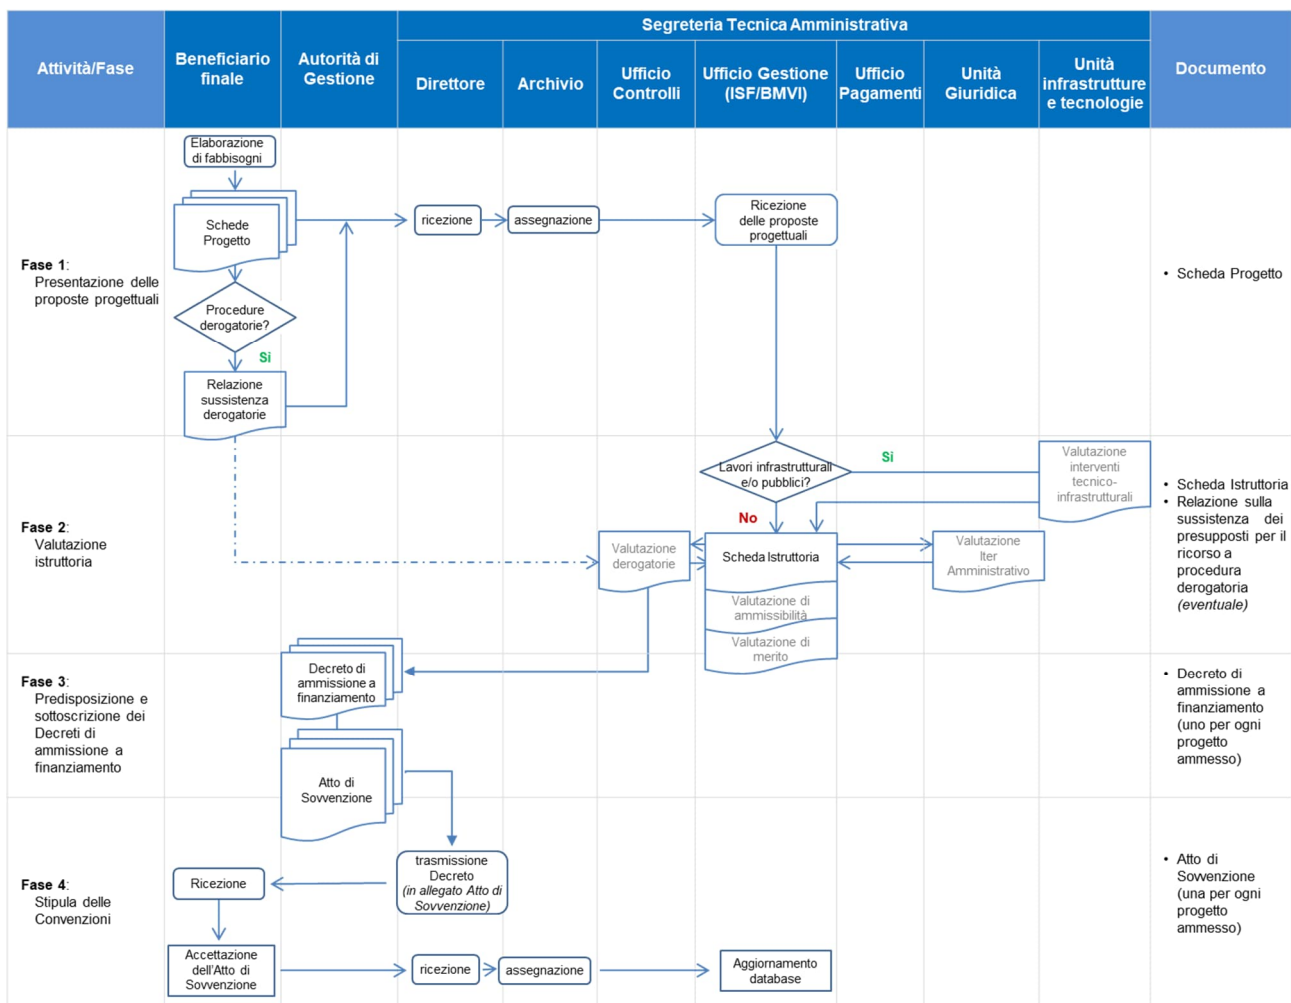 Segreteria Tecnica Amministrativa
Attività/Fase
Beneficiario
finale
Autorità di
Gestione
Direttore
Archivio
Ufficio
Controlli
Ufficio Gestione
(ISF/BMVI)
Ufficio
Pagamenti
Unità
Giuridica
Unità
infrastrutture
e tecnologie
Documento
Fase 1:
Presentazione delle
proposte progettuali
Elaborazione
di fabbisogni
Schede
Progetto
Procedure
derogatorie?
Si
Relazione
sussistenza
derogatorie
ricezione
assegnazione
Ricezione
delle proposte
progettuali
• Scheda Progetto
Fase 2:
Valutazione
istruttoria
Lavori infrastrutturali
e/o pubblici?
Si
No
Valutazione
interventi
tecnico-
infrastrutturali
Valutazione
derogatorie
Scheda Istruttoria
Valutazione di
ammissibilità
Valutazione di
merito
Valutazione
Iter
Amministrativo
• Scheda Istruttoria
• Relazione sulla
sussistenza dei
presupposti per il
ricorso a
procedura
derogatoria
(eventuale)
Fase 3:
Predisposizione e
sottoscrizione dei
Decreti di
ammissione a
finanziamento
Decreto di
ammissione a
finanziamento
Atto di
Sovvenzione
• Decreto di
ammissione a
finanziamento
(uno per ogni
progetto
ammesso)
Fase 4:
Stipula delle
Convenzioni
Ricezione
trasmissione
Decreto
(in allegato Atto di
Sovvenzione)
Accettazione
dell'Atto di
Sovvenzione
ricezione
assegnazione
Aggiornamento
database
• Atto di
Sovvenzione
(una per ogni
progetto
ammesso)